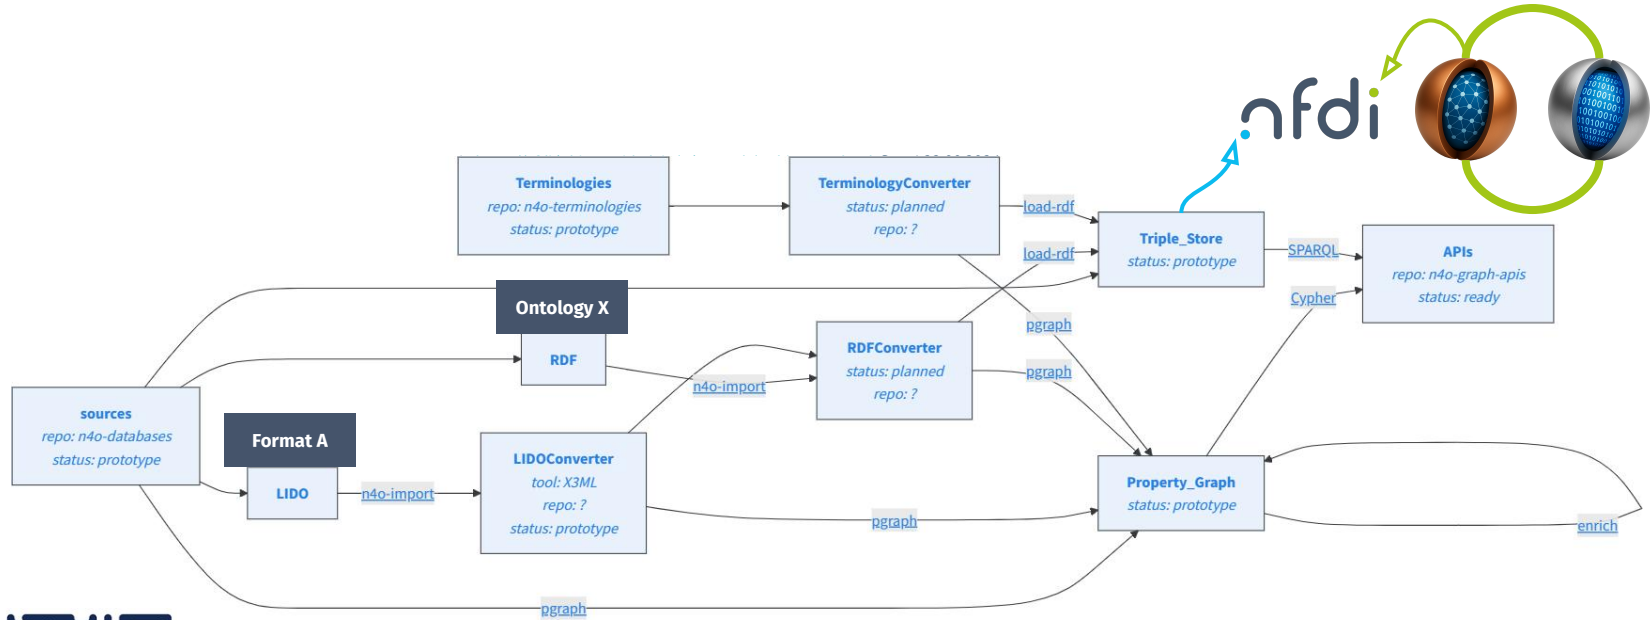 nfdi
Terminologies
repo: n4o-terminologies
status: prototype
TerminologyConverter
status: planned
repo: ?
load-rdf
load-rdf
Triple_Store
status: prototype
SPARQL
APIs
repo: n4o-graph-apis
status: ready
Cypher
Ontology X
RDF
n4o-import
RDFConverter
status: planned
repo: ?
pgraph
pgraph
sources
repo: n4o-databases
status: prototype
Format A
LIDO
n4o-import
LIDOConverter
tool: X3ML
repo: ?
status: prototype
pgraph
Property_Graph
status: prototype
enrich
pgraph